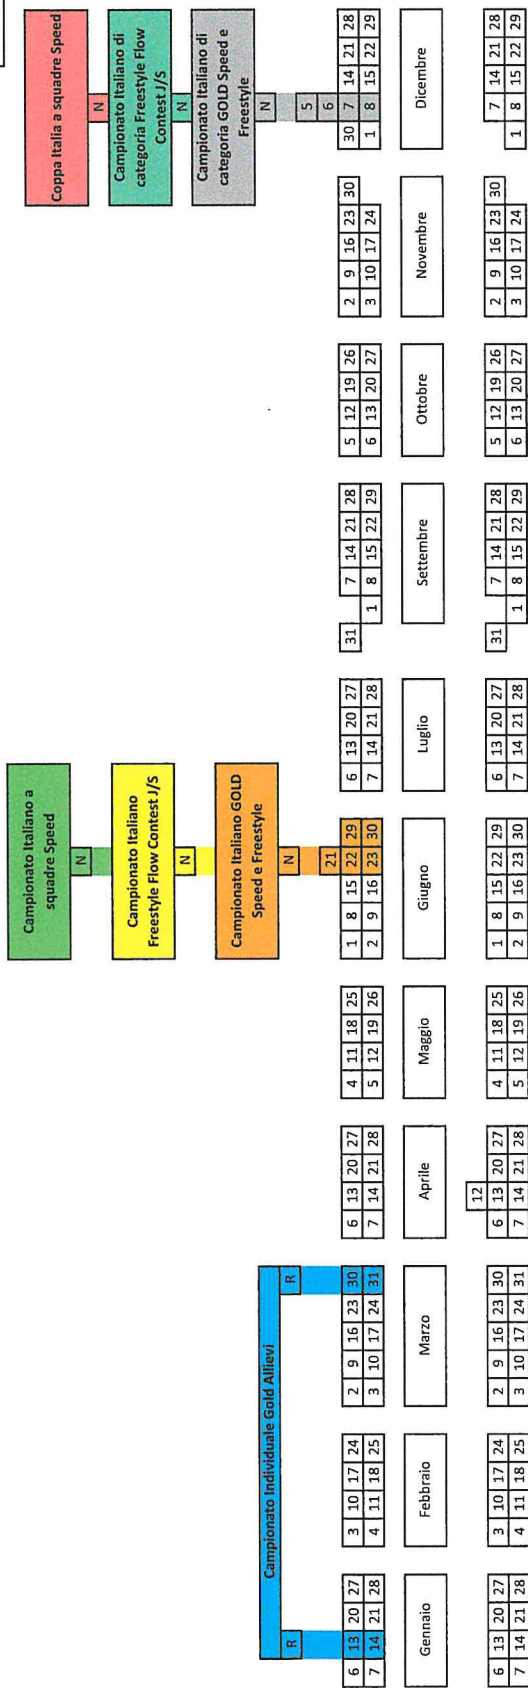 Campionato Italiano a
squadre Speed
N
Campionato Italiano
Freestyle Flow Contest J/S
N
Campionato Italiano GOLD
Speed e Freestyle
N
21
Coppa Italia a squadre Speed
N
Campionato Italiano di
categoria Freestyle Flow
Contest J/S
N
Campionato Italiano di
categoria GOLD Speed e
Freestyle
N
5
6
Campionato Individuale Gold Allievi
R R
6 13 20 27 3 10 17 24 2 9 16 23 30 6 13 20 27 4 11 18 25 1 8 15 22 29 6 13 20 27 31 7 14 21 28 5 12 19 26 2 9 16 23 30 30 7 14 21 28
7 14 21 28 4 11 18 25 3 10 17 24 31 7 14 21 28 5 12 19 26 2 9 16 23 30 7 14 21 28 1 8 15 22 29 6 13 20 27 3 10 17 24 1 8 15 22 29
Gennaio Febbraio Marzo Aprile Maggio Giugno Luglio Settembre Ottobre Novembre Dicembre
12
6 13 20 27 3 10 17 24 2 9 16 23 30 6 13 20 27 4 11 18 25 1 8 15 22 29 6 13 20 27 31 7 14 21 28 5 12 19 26 2 9 16 23 30 7 14 21 28
7 14 21 28 4 11 18 25 3 10 17 24 31 7 14 21 28 5 12 19 26 2 9 16 23 30 7 14 21 28 1 8 15 22 29 6 13 20 27 3 10 17 24 1 8 15 22 29